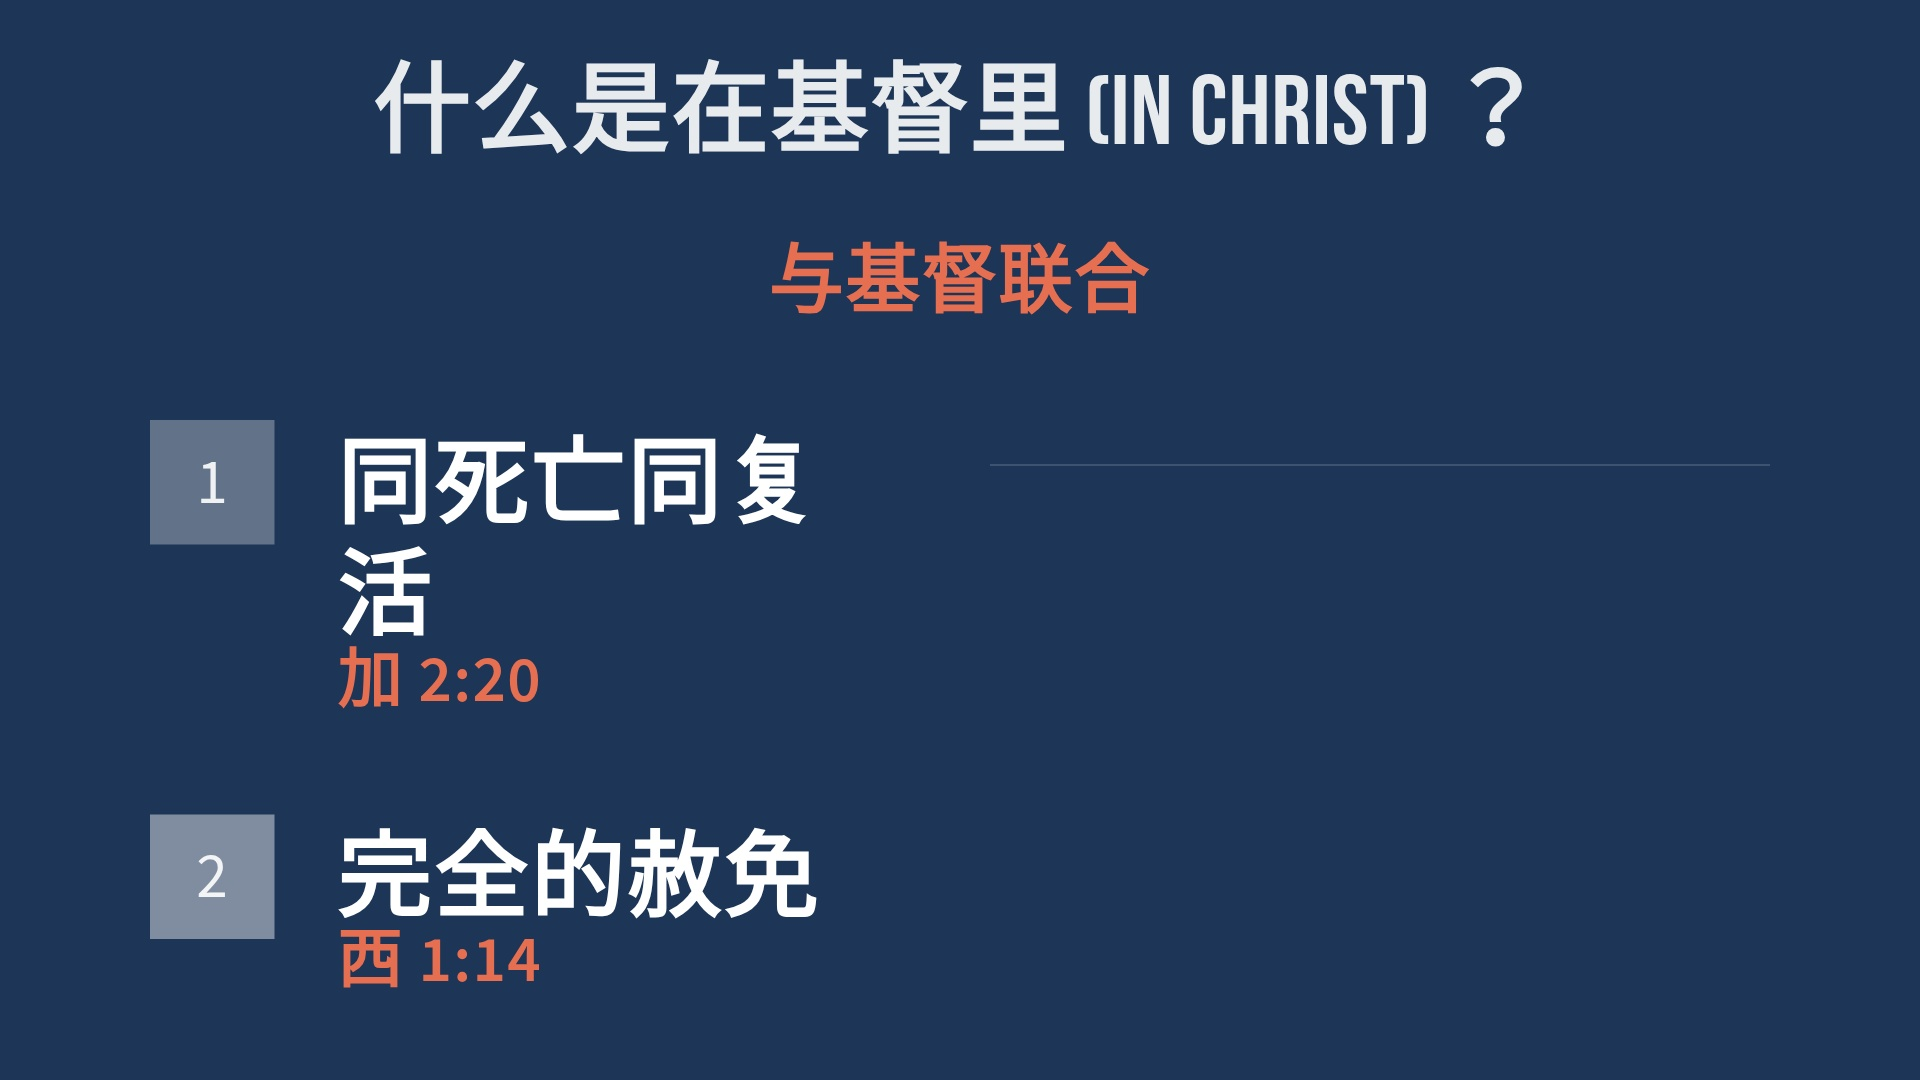 什么是在基督里 (IN CHRIST) ？
与基督联合
1
同死亡同复
活
加 2:20
2
完全的赦免
西 1:14